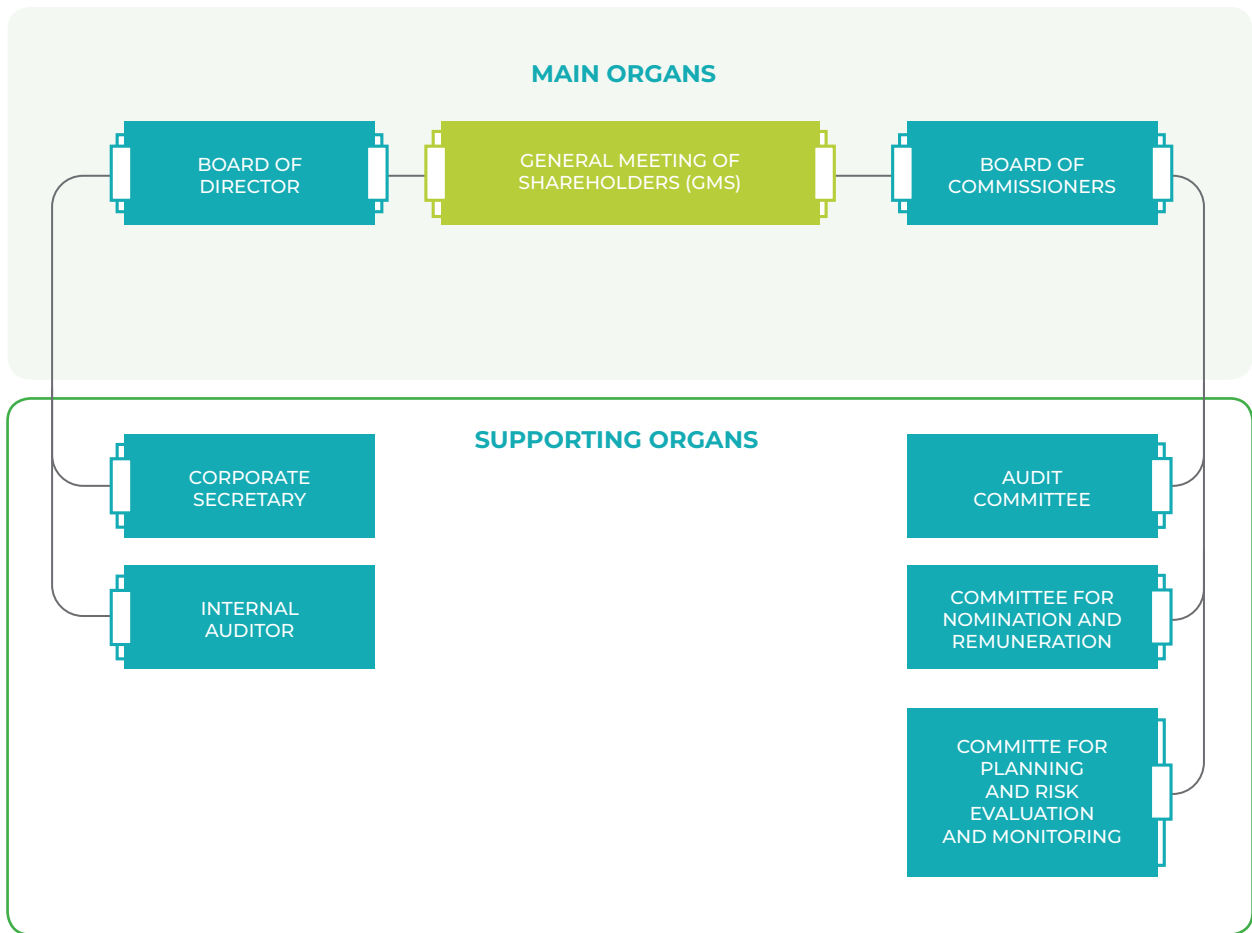 MAIN ORGANS
BOARD OF
DIRECTOR
GENERAL MEETING OF
SHAREHOLDERS (GMS)
BOARD OF
COMMISSIONERS
SUPPORTING ORGANS
CORPORATE
SECRETARY
INTERNAL
AUDITOR
AUDIT
COMMITTEE
COMMITTEE FOR
NOMINATION AND
REMUNERATION
COMMITTE FOR
PLANNING
AND RISK
EVALUATION
AND MONITORING